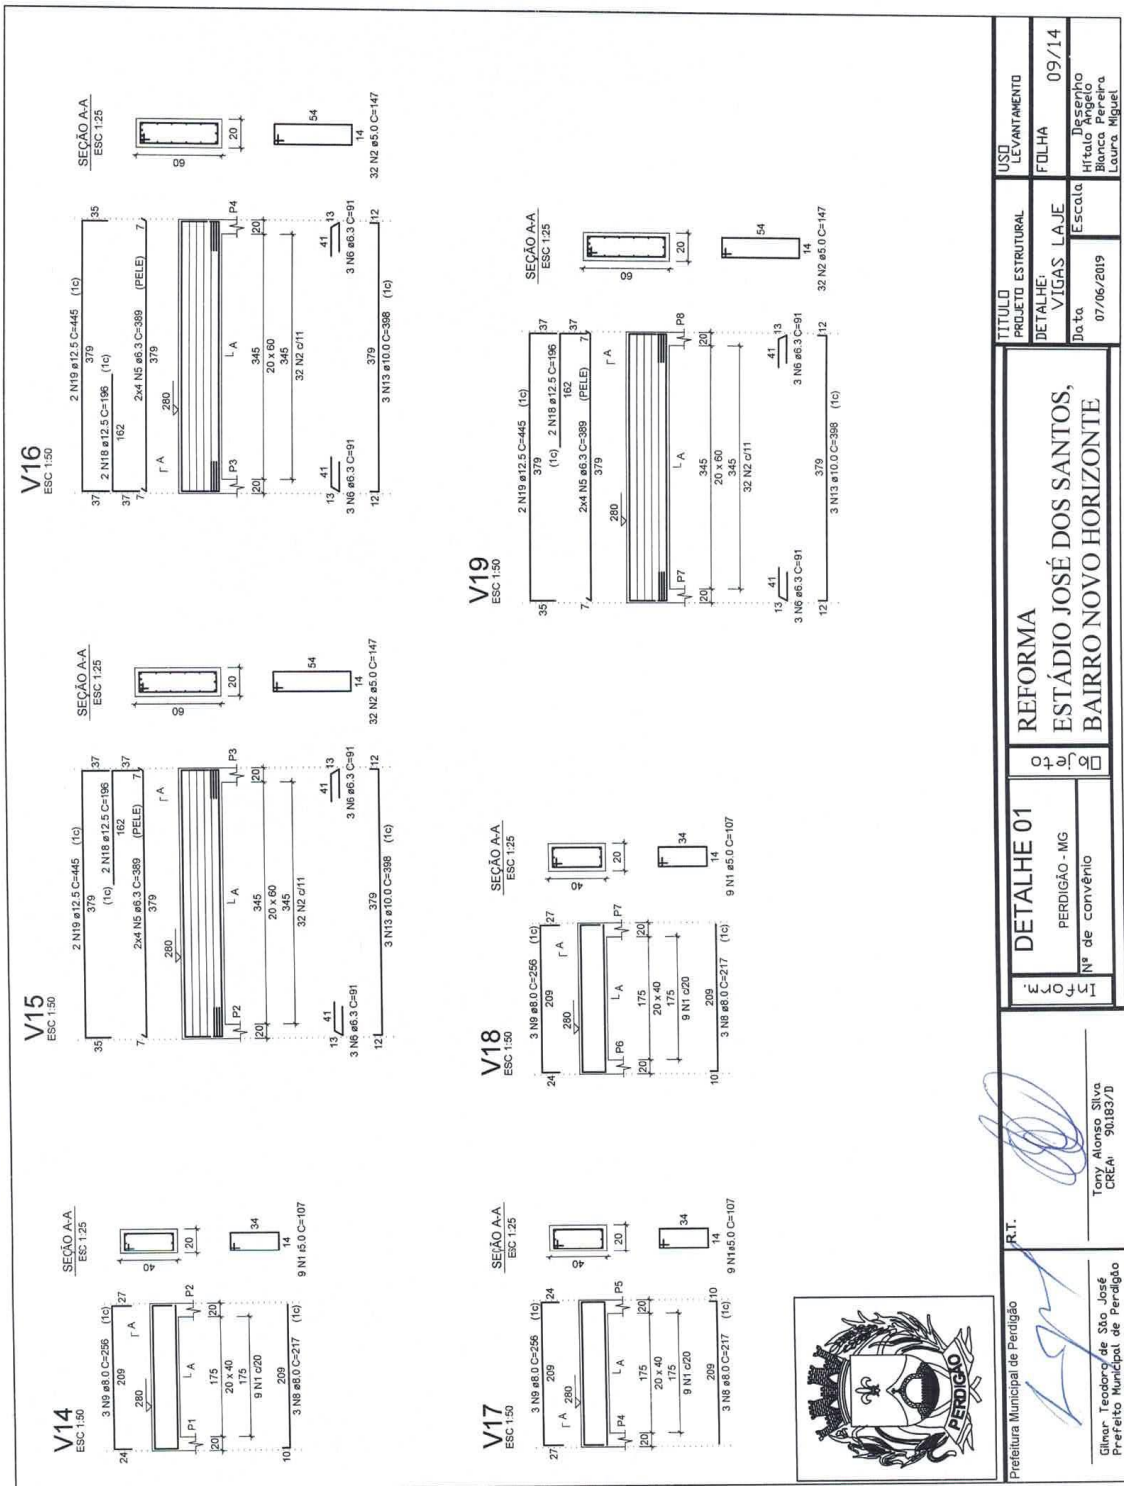 V14
ESC 1:50
3 N9 ø8.0 C=256 (1c)
24
209
27
280
Γ A
L A
P1
P2
20
175
20
20 x 40
175
9 N1 c/20
10
209
3 N8 ø8.0 C=217 (1c)
SEÇÃO A-A
ESC 1:25
40
20
34
14
9 N1 ø5.0 C=107
V15
ESC 1:50
2 N19 ø12.5 C=445 (1c)
35
379
37
(1c) 2 N18 ø12.5 C=196
162
37
2x4 N5 ø6.3 C=389 (PELE)
7
379
7
280
Γ A
L A
P2
P3
20
345
20
20 x 60
345
32 N2 c/11
13
41
3 N6 ø6.3 C=91
41
13
3 N6 ø6.3 C=91
12
379
12
3 N13 ø10.0 C=398 (1c)
SEÇÃO A-A
ESC 1:25
60
20
54
14
32 N2 ø5.0 C=147
V16
ESC 1:50
2 N19 ø12.5 C=445 (1c)
37
379
35
2 N18 ø12.5 C=196 (1c)
37
162
2x4 N5 ø6.3 C=389 (PELE)
7
379
7
280
Γ A
L A
P3
P4
20
345
20
20 x 60
345
32 N2 c/11
13
41
3 N6 ø6.3 C=91
41
13
3 N6 ø6.3 C=91
12
379
12
3 N13 ø10.0 C=398 (1c)
SEÇÃO A-A
ESC 1:25
60
20
54
14
32 N2 ø5.0 C=147
V17
ESC 1:50
3 N9 ø8.0 C=256 (1c)
27
209
24
Γ A
280
L A
P4
P5
20
175
20
20 x 40
175
9 N1 c/20
209
10
3 N8 ø8.0 C=217 (1c)
SEÇÃO A-A
ESC 1:25
40
20
34
14
9 N1 ø5.0 C=107
V18
ESC 1:50
3 N9 ø8.0 C=256 (1c)
24
209
27
280
Γ A
L A
P6
P7
20
175
20
20 x 40
175
9 N1 c/20
10
209
3 N8 ø8.0 C=217 (1c)
SEÇÃO A-A
ESC 1:25
40
20
34
14
9 N1 ø5.0 C=107
V19
ESC 1:50
2 N19 ø12.5 C=445 (1c)
35
379
37
(1c) 2 N18 ø12.5 C=196
162
37
2x4 N5 ø6.3 C=389 (PELE)
7
379
7
280
Γ A
L A
P7
P8
20
345
20
20 x 60
345
32 N2 c/11
13
41
3 N6 ø6.3 C=91
41
13
3 N6 ø6.3 C=91
12
379
12
3 N13 ø10.0 C=398 (1c)
SEÇÃO A-A
ESC 1:25
60
20
54
14
32 N2 ø5.0 C=147
PERDIGÃO
Prefeitura Municipal de Perdigão
Gilmar Teodoro de São José
Prefeito Municipal de Perdigão
R.T.
Tony Alonso Silva
CREA: 90.183/D
Inform.
DETALHE 01
PERDIGÃO - MG
Nº de convênio
Objeto
REFORMA
ESTÁDIO JOSÉ DOS SANTOS,
BAIRRO NOVO HORIZONTE
TITULO
PROJETO ESTRUTURAL
USO
LEVANTAMENTO
DETALHE:
VIGAS LAJE
FOLHA
09/14
Data
07/06/2019
Escala
Desenho
Hítalo Ângelo
Bianca Pereira
Laura Miguel